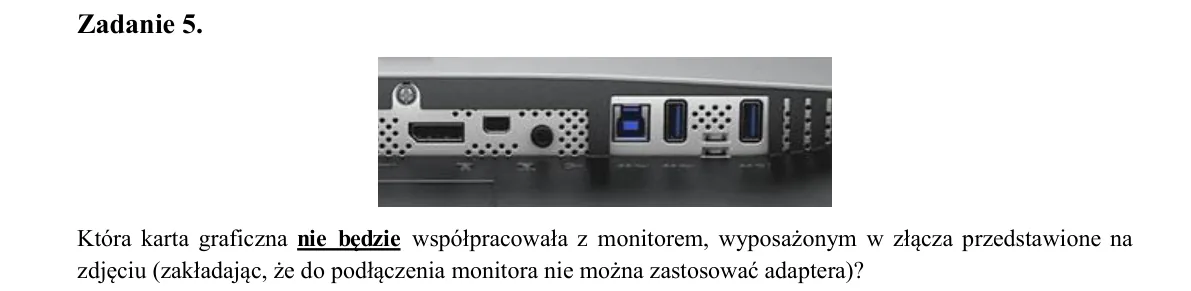 Zadanie 5.
Która karta graficzna nie będzie współpracowała z monitorem, wyposażonym w złącza przedstawione na
zdjęciu (zakładając, że do podłączenia monitora nie można zastosować adaptera)?